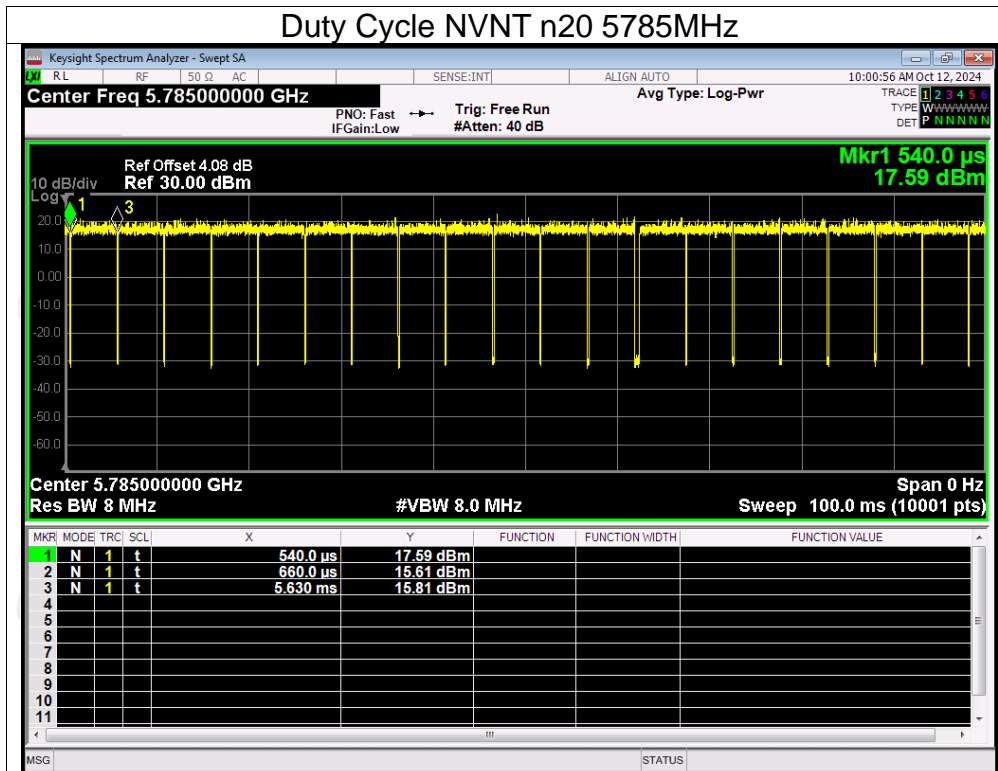 Duty Cycle NVNT n20 5785MHz
Keysight Spectrum Analyzer - Swept SA
LXI RL RF 50 Ω AC SENSE:INT ALIGN AUTO 10:00:56 AM Oct 12, 2024
Center Freq 5.785000000 GHz Avg Type: Log-Pwr TRACE 1 2 3 4 5 6
PNO: Fast Trig: Free Run TYPE WWWWWWW
IFGain:Low #Atten: 40 dB DET P N N N N N
Mkr1 540.0 µs
Ref Offset 4.08 dB
10 dB/div Ref 30.00 dBm 17.59 dBm
Log
1
3
20.0
10.0
0.00
-10.0
-20.0
-30.0
-40.0
-50.0
-60.0
Center 5.785000000 GHz Span 0 Hz
Res BW 8 MHz #VBW 8.0 MHz Sweep 100.0 ms (10001 pts)
MKR MODE TRC SCL X Y FUNCTION FUNCTION WIDTH FUNCTION VALUE
1 N 1 t 540.0 µs 17.59 dBm
2 N 1 t 660.0 µs 15.61 dBm
3 N 1 t 5.630 ms 15.81 dBm
4
5
6
7
8
9
10
11
MSG STATUS